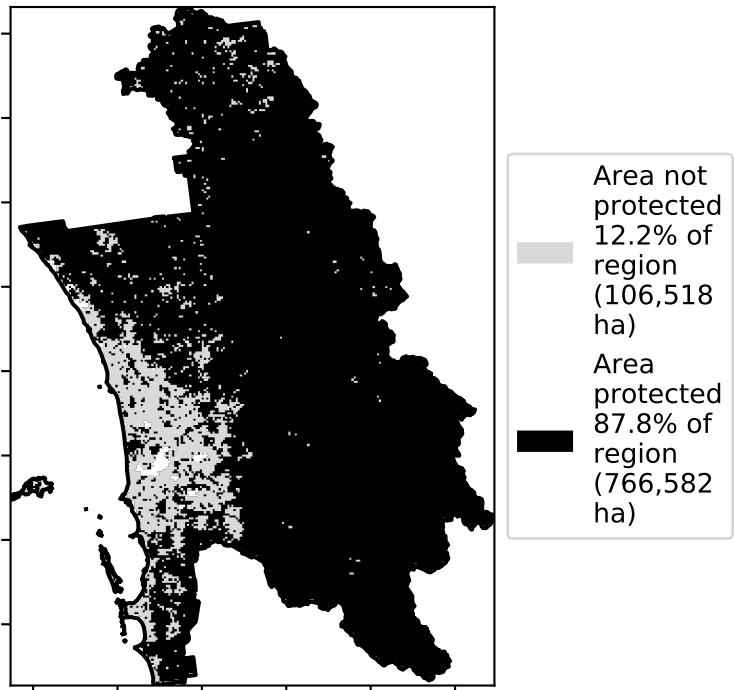 Area not
protected
12.2% of
region
(106,518
ha)
Area
protected
87.8% of
region
(766,582
ha)